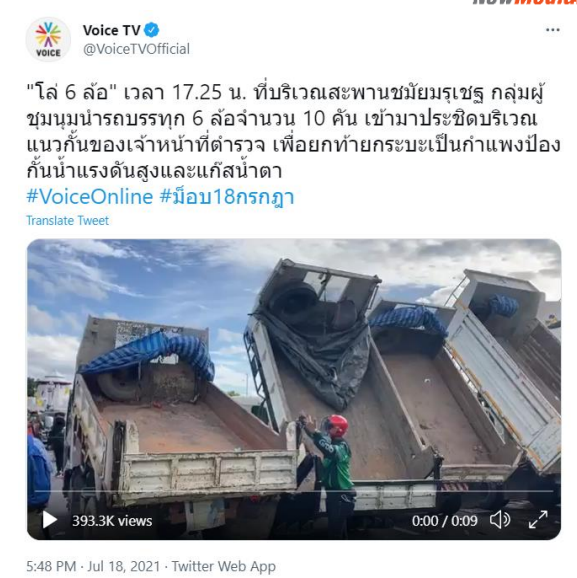 Voice TV
@VoiceTVOfficial
VOICE
"โล่ 6 ล้อ" เวลา 17.25 น. ที่บริเวณสะพานชมัยมรุเชฐ กลุ่มผู้
ชุมนุมนำรถบรรทุก 6 ล้อจำนวน 10 คัน เข้ามาประชิดบริเวณ
แนวกั้นของเจ้าหน้าที่ตำรวจ เพื่อยกท้ายกระบะเป็นกำแพงป้อง
กั้นน้ำแรงดันสูงและแก๊สน้ำตา
#VoiceOnline #ม็อบ18กรกฎา
Translate Tweet
393.3K views
0:00 / 0:09
5:48 PM · Jul 18, 2021 · Twitter Web App